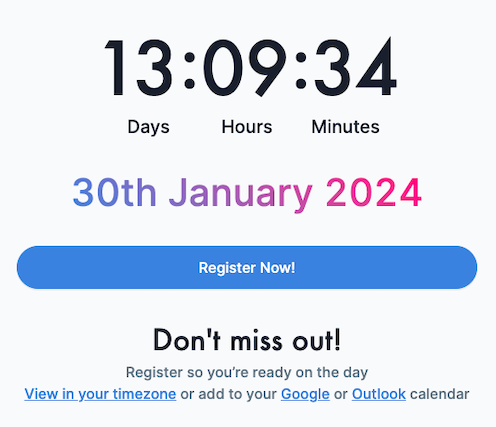 13:09:34
Days Hours Minutes
30th January 2024
Register Now!
Don't miss out!
Register so you’re ready on the day
View in your timezone or add to your Google or Outlook calendar